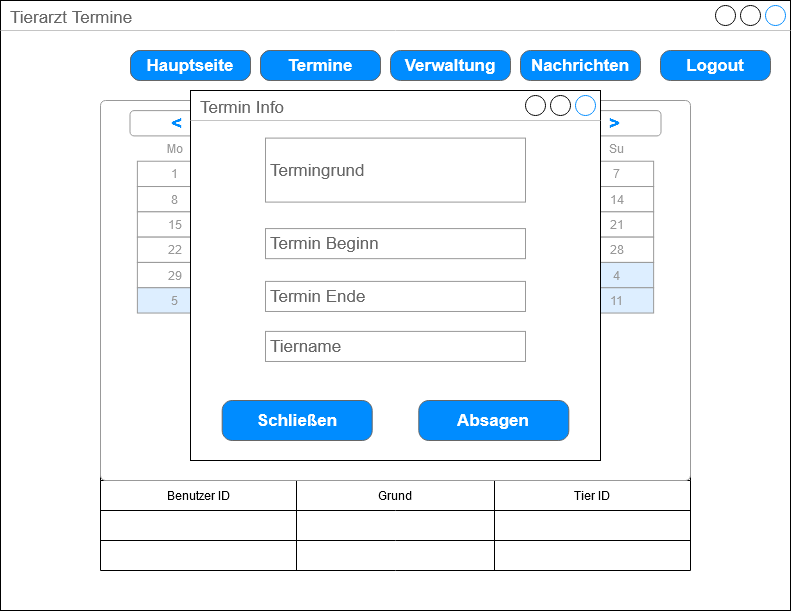 Tierarzt Termine
Hauptseite Termine Verwaltung Nachrichten Logout
Termin Info
< >
Mo Su
1 7
8 14
15 21
22 28
29 4
5 11
Termingrund
Termin Beginn
Termin Ende
Tiername
Schließen Absagen
Benutzer ID Grund Tier ID